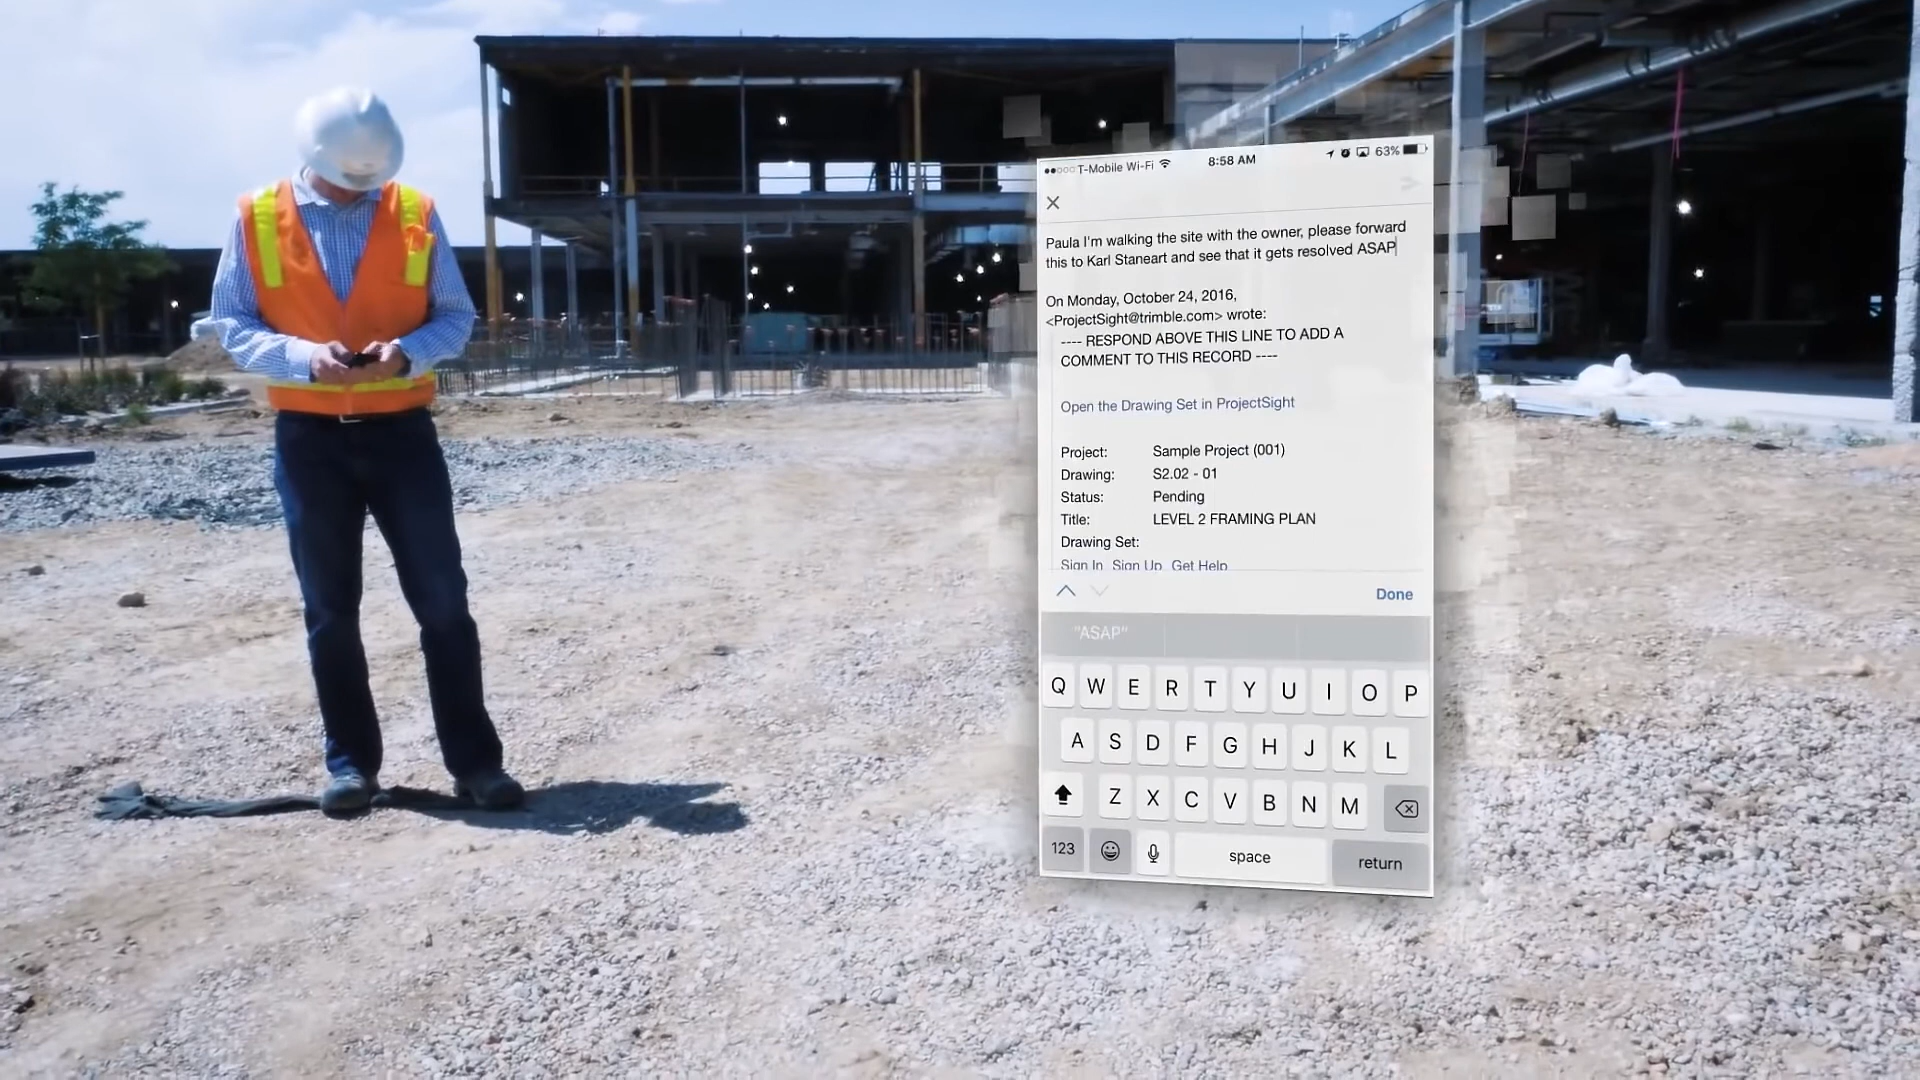 T-Mobile Wi-Fi 8:58 AM 63%
Paula I'm walking the site with the owner, please forward
this to Karl Staneart and see that it gets resolved ASAP
On Monday, October 24, 2016,
<ProjectSight@trimble.com> wrote:
---- RESPOND ABOVE THIS LINE TO ADD A
COMMENT TO THIS RECORD ----
Open the Drawing Set in ProjectSight
Project: Sample Project (001)
Drawing: S2.02 - 01
Status: Pending
Title: LEVEL 2 FRAMING PLAN
Drawing Set:
Sign In Sign Up Get Help
Done
"ASAP"
Q W E R T Y U I O P
A S D F G H J K L
Z X C V B N M
123 space return